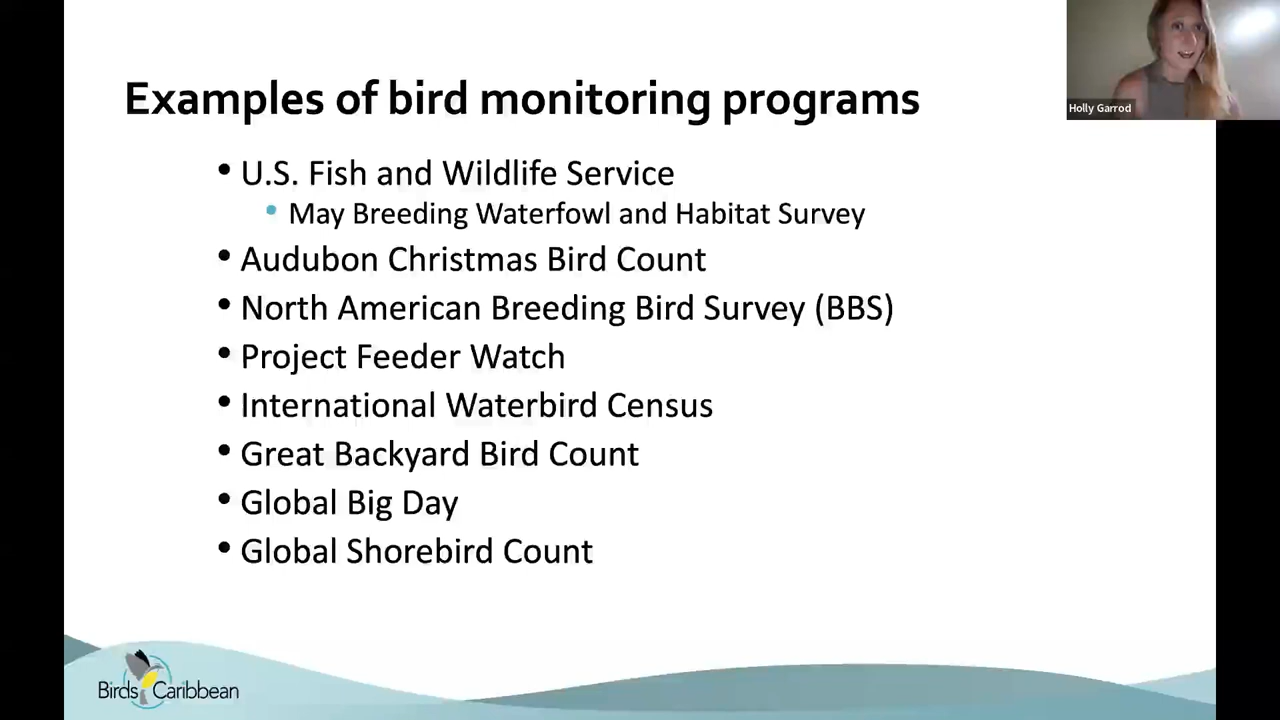 Examples of bird monitoring programs
Holly Garrod
• U.S. Fish and Wildlife Service
• May Breeding Waterfowl and Habitat Survey
• Audubon Christmas Bird Count
• North American Breeding Bird Survey (BBS)
• Project Feeder Watch
• International Waterbird Census
• Great Backyard Bird Count
• Global Big Day
• Global Shorebird Count
BirdsCaribbean